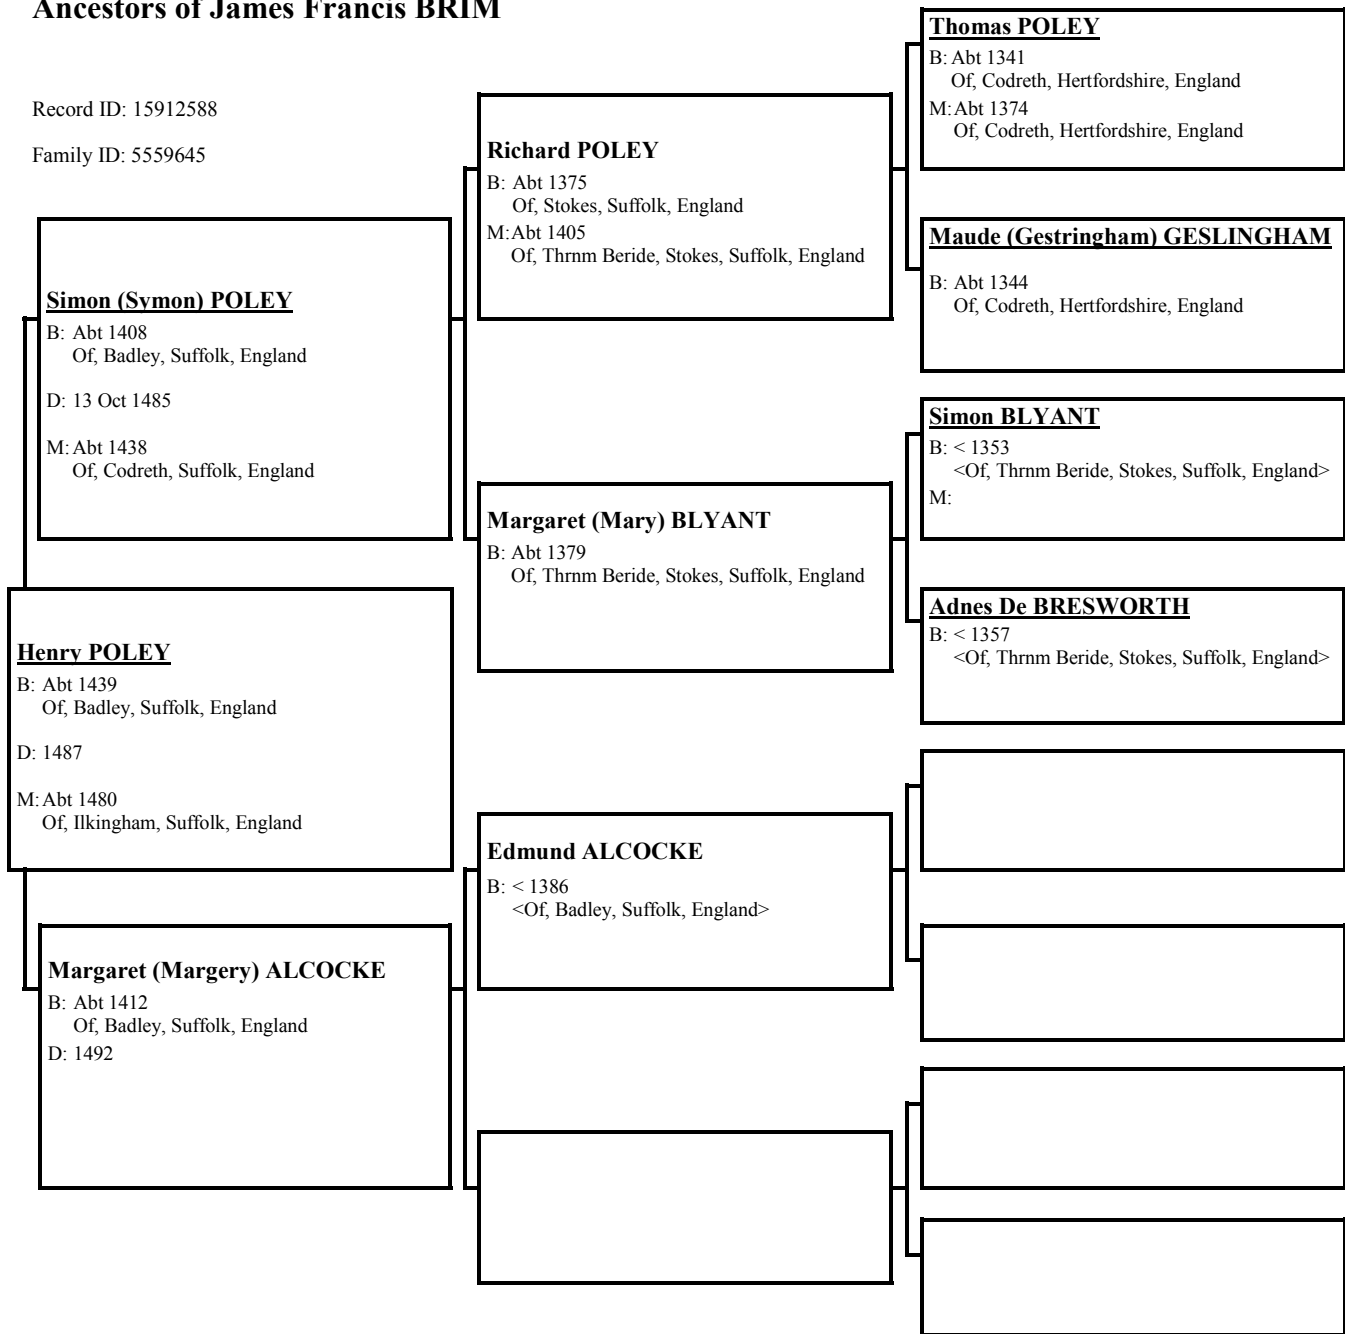 Ancestors of James Francis BRIM
Record ID: 15912588
Family ID: 5559645
Simon (Symon) POLEY
B: Abt 1408
Of, Badley, Suffolk, England
D: 13 Oct 1485
M: Abt 1438
Of, Codreth, Suffolk, England
Henry POLEY
B: Abt 1439
Of, Badley, Suffolk, England
D: 1487
M: Abt 1480
Of, Ilkingham, Suffolk, England
Margaret (Margery) ALCOCKE
B: Abt 1412
Of, Badley, Suffolk, England
D: 1492
Richard POLEY
B: Abt 1375
Of, Stokes, Suffolk, England
M: Abt 1405
Of, Thrnm Beride, Stokes, Suffolk, England
Margaret (Mary) BLYANT
B: Abt 1379
Of, Thrnm Beride, Stokes, Suffolk, England
Edmund ALCOCKE
B: < 1386
<Of, Badley, Suffolk, England>
Thomas POLEY
B: Abt 1341
Of, Codreth, Hertfordshire, England
M: Abt 1374
Of, Codreth, Hertfordshire, England
Maude (Gestringham) GESLINGHAM
B: Abt 1344
Of, Codreth, Hertfordshire, England
Simon BLYANT
B: < 1353
<Of, Thrnm Beride, Stokes, Suffolk, England>
M:
Adnes De BRESWORTH
B: < 1357
<Of, Thrnm Beride, Stokes, Suffolk, England>